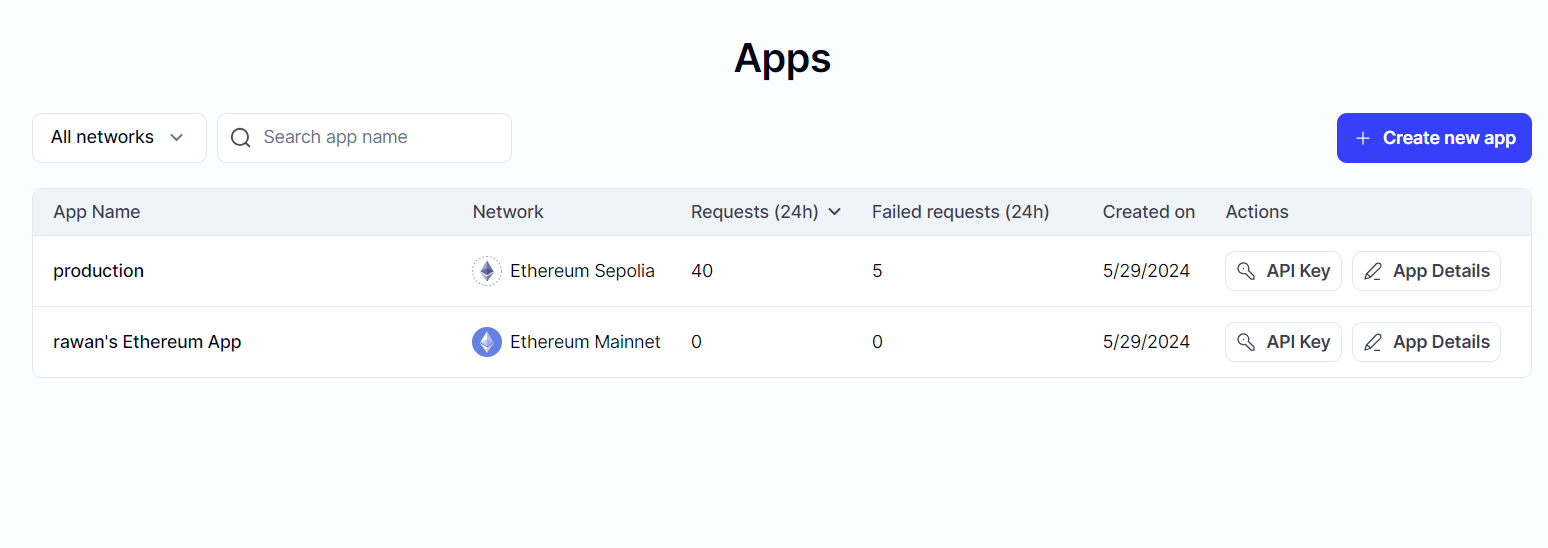 Apps
All networks Search app name Create new app
App Name Network Requests (24h) Failed requests (24h) Created on Actions
production Ethereum Sepolia 40 5 5/29/2024 API Key App Details
rawan's Ethereum App Ethereum Mainnet 0 0 5/29/2024 API Key App Details